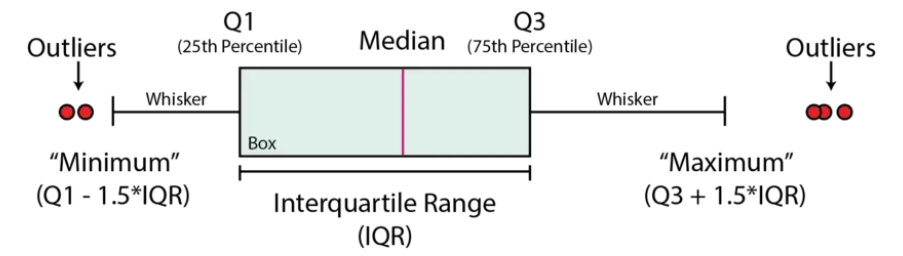 Outliers
Q1
(25th Percentile)
Median
Q3
(75th Percentile)
Outliers
Whisker
Whisker
Box
“Minimum”
(Q1 - 1.5*IQR)
Interquartile Range
(IQR)
“Maximum”
(Q3 + 1.5*IQR)